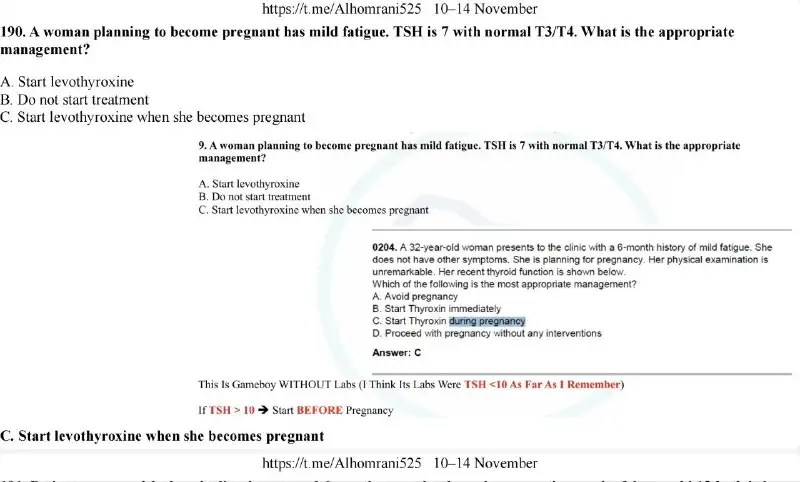 https://t.me/Alhomrani525 10–14 November
190. A woman planning to become pregnant has mild fatigue. TSH is 7 with normal T3/T4. What is the appropriate
management?
A. Start levothyroxine
B. Do not start treatment
C. Start levothyroxine when she becomes pregnant
9. A woman planning to become pregnant has mild fatigue. TSH is 7 with normal T3/T4. What is the appropriate
management?
A. Start levothyroxine
B. Do not start treatment
C. Start levothyroxine when she becomes pregnant
0204. A 32-year-old woman presents to the clinic with a 6-month history of mild fatigue. She
does not have other symptoms. She is planning for pregnancy. Her physical examination is
unremarkable. Her recent thyroid function is shown below.
Which of the following is the most appropriate management?
A. Avoid pregnancy
B. Start Thyroxin immediately
C. Start Thyroxin during pregnancy
D. Proceed with pregnancy without any interventions
Answer: C
This Is Gameboy WITHOUT Labs (I Think Its Labs Were TSH <10 As Far As I Remember)
If TSH > 10 → Start BEFORE Pregnancy
C. Start levothyroxine when she becomes pregnant
https://t.me/Alhomrani525 10–14 November